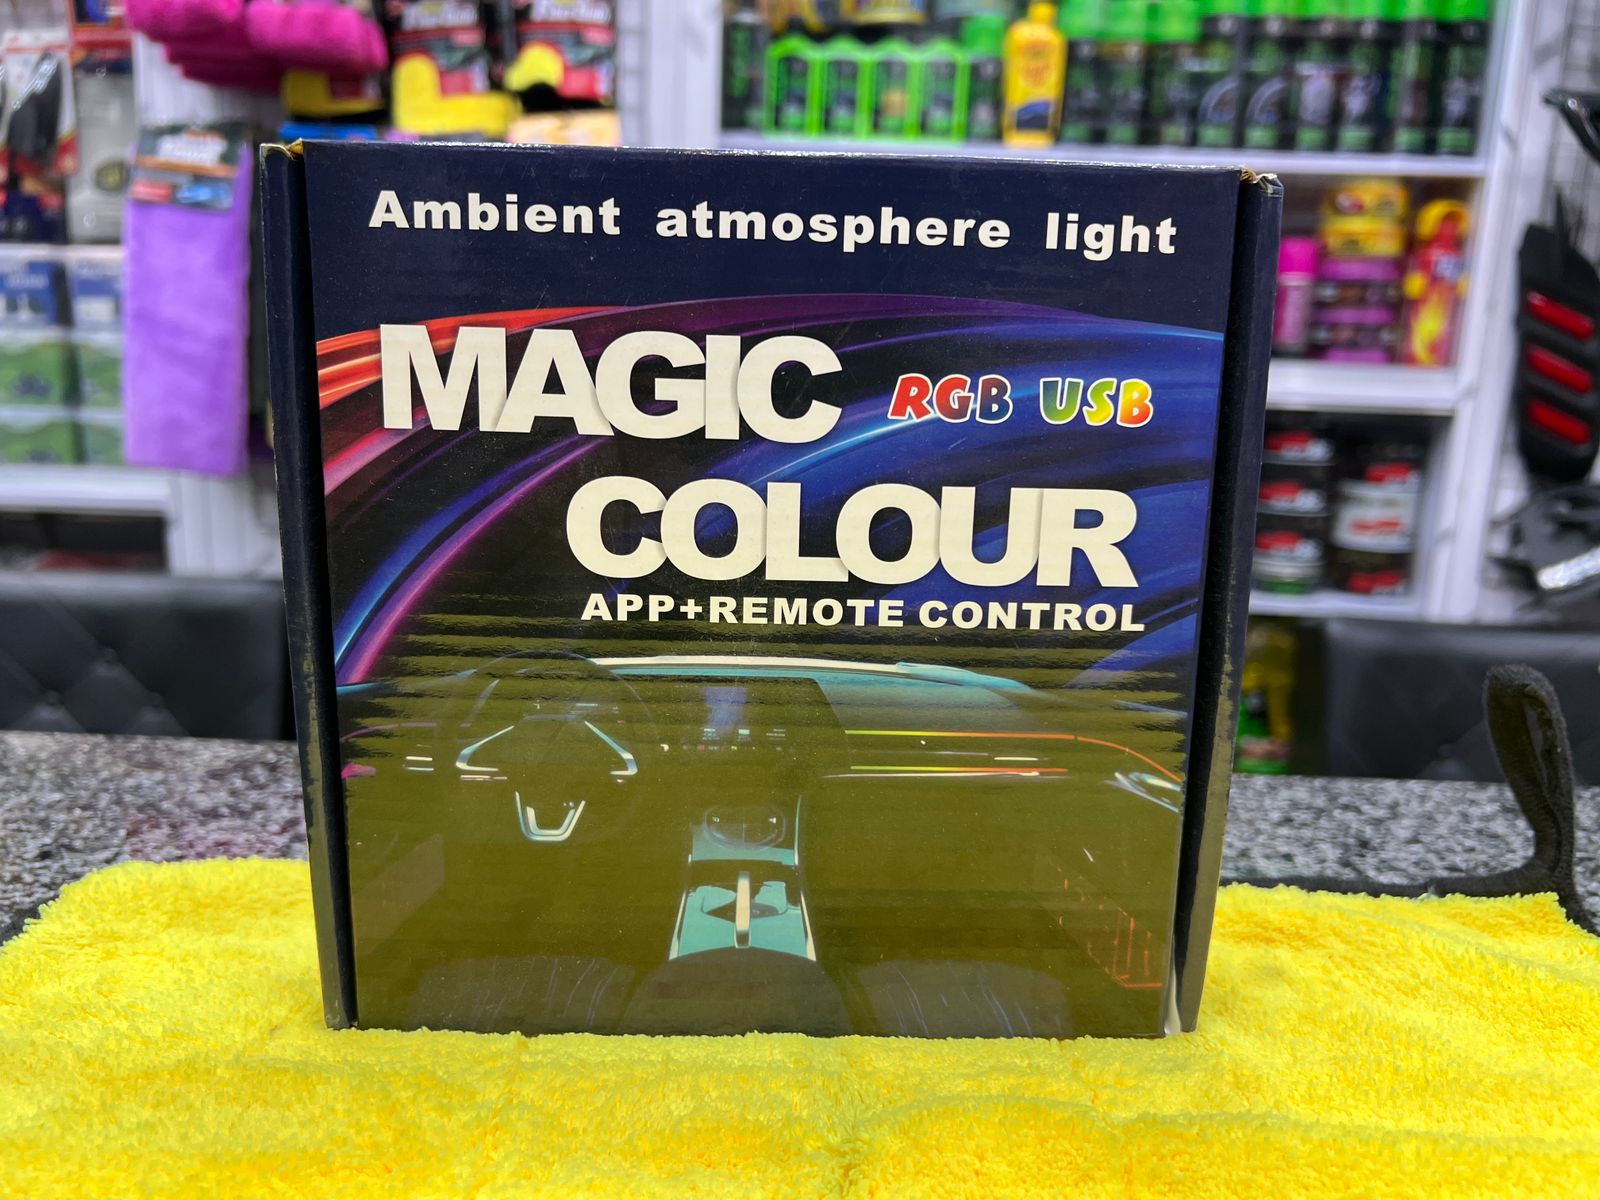 Ambient atmosphere light
MAGIC RGB USB
COLOUR
APP+REMOTE CONTROL